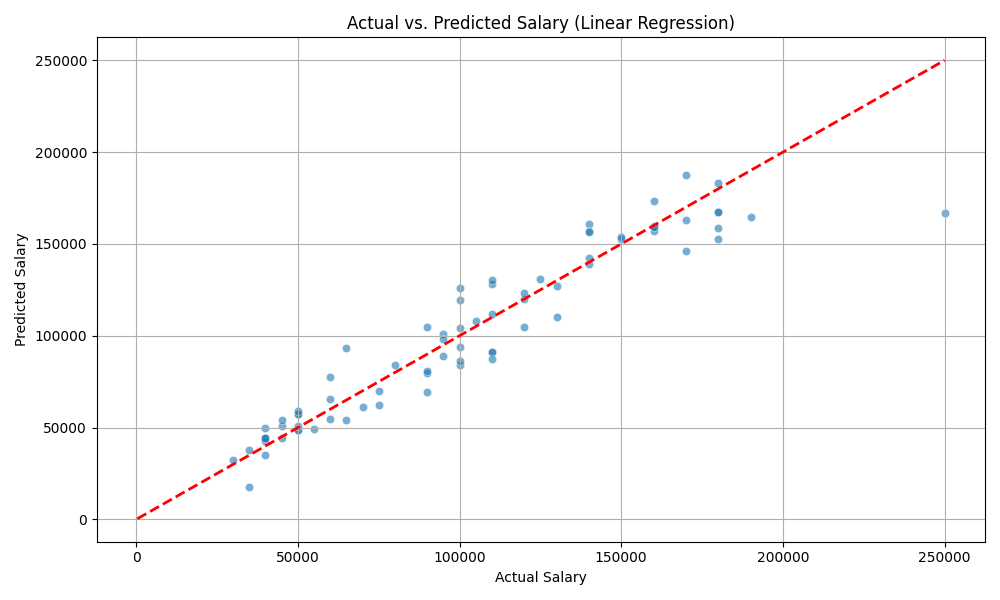 Actual vs. Predicted Salary (Linear Regression)
Predicted Salary
250000
200000
150000
100000
50000
0
0 50000 100000 150000 200000 250000
Actual Salary